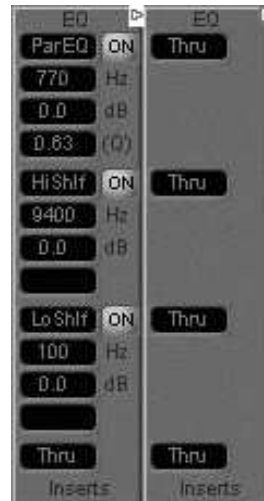 EQ EQ
ParEQ ON Thru
770 Hz
0.0 dB
0.63 (Q)
HiShlf ON Thru
9400 Hz
0.0 dB
LoShlf ON Thru
100 Hz
0.0 dB
Thru Thru
Inserts Inserts